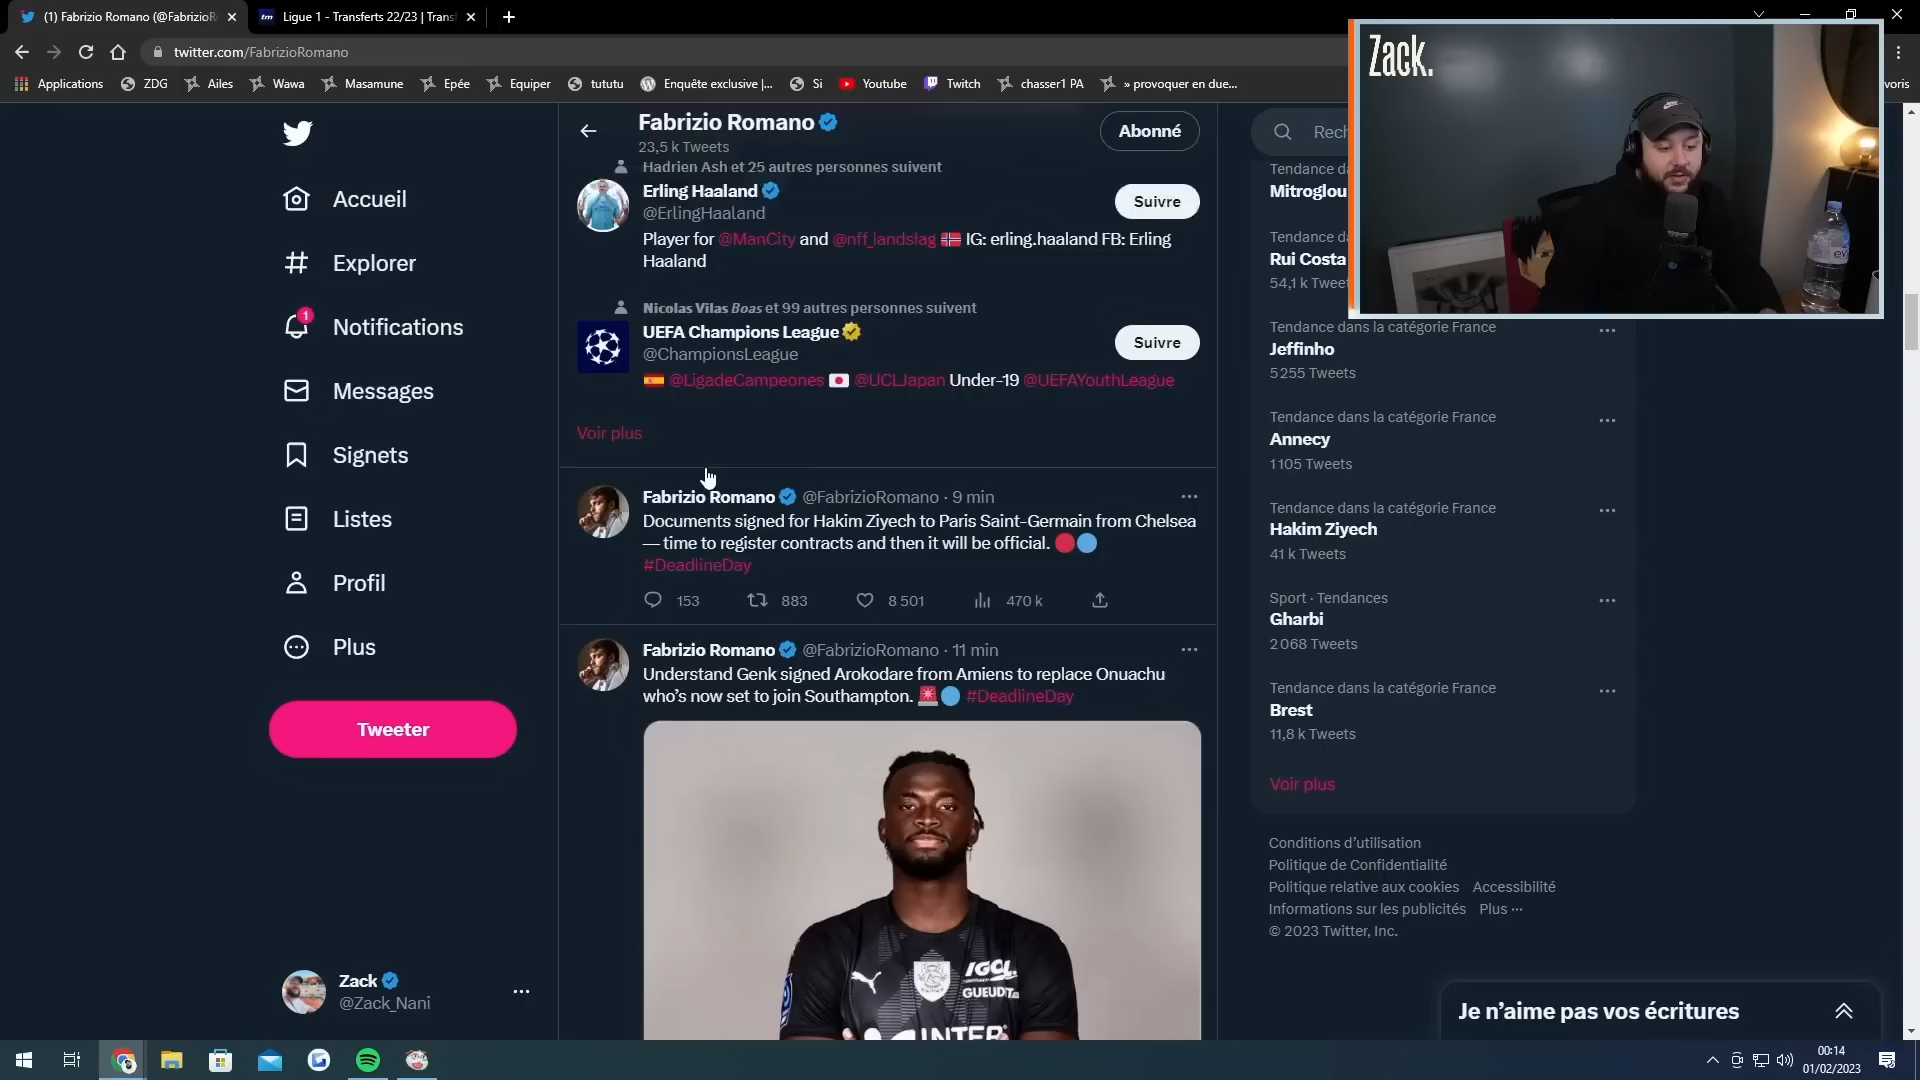 (1) Fabrizio Romano (@FabrizioR
Ligue 1 - Transferts 22/23 | Trans
twitter.com/FabrizioRomano
Applications
ZDG
Ailes
Wawa
Masamune
Epée
Equiper
tututu
Enquête exclusive |...
Si
Youtube
Twitch
chasser1 PA
» provoquer en due...
voris
Zack.
Accueil
Explorer
1
Notifications
Messages
Signets
Listes
Profil
Plus
Tweeter
Zack
@Zack_Nani
Fabrizio Romano
23,5 k Tweets
Abonné
Hadrien Ash et 25 autres personnes suivent
Erling Haaland
@ErlingHaaland
Suivre
Player for @ManCity and @nff_landslag IG: erling.haaland FB: Erling
Haaland
Nicolas Vilas Boas et 99 autres personnes suivent
UEFA Champions League
@ChampionsLeague
Suivre
@LigadeCampeones @UCLJapan Under-19 @UEFAYouthLeague
Voir plus
Fabrizio Romano @FabrizioRomano · 9 min
Documents signed for Hakim Ziyech to Paris Saint-Germain from Chelsea
— time to register contracts and then it will be official.
#DeadlineDay
153 883 8 501 470 k
Fabrizio Romano @FabrizioRomano · 11 min
Understand Genk signed Arokodare from Amiens to replace Onuachu
who's now set to join Southampton. #DeadlineDay
IGOL
GUEUDET
INTER
Rech
Tendance d
Mitroglou
Tendance d
Rui Costa
54,1 k Tweet
Tendance dans la catégorie France
Jeffinho
5 255 Tweets
Tendance dans la catégorie France
Annecy
1 105 Tweets
Tendance dans la catégorie France
Hakim Ziyech
41 k Tweets
Sport · Tendances
Gharbi
2 068 Tweets
Tendance dans la catégorie France
Brest
11,8 k Tweets
Voir plus
Conditions d'utilisation
Politique de Confidentialité
Politique relative aux cookies Accessibilité
Informations sur les publicités Plus ···
© 2023 Twitter, Inc.
Je n'aime pas vos écritures
00:14
01/02/2023